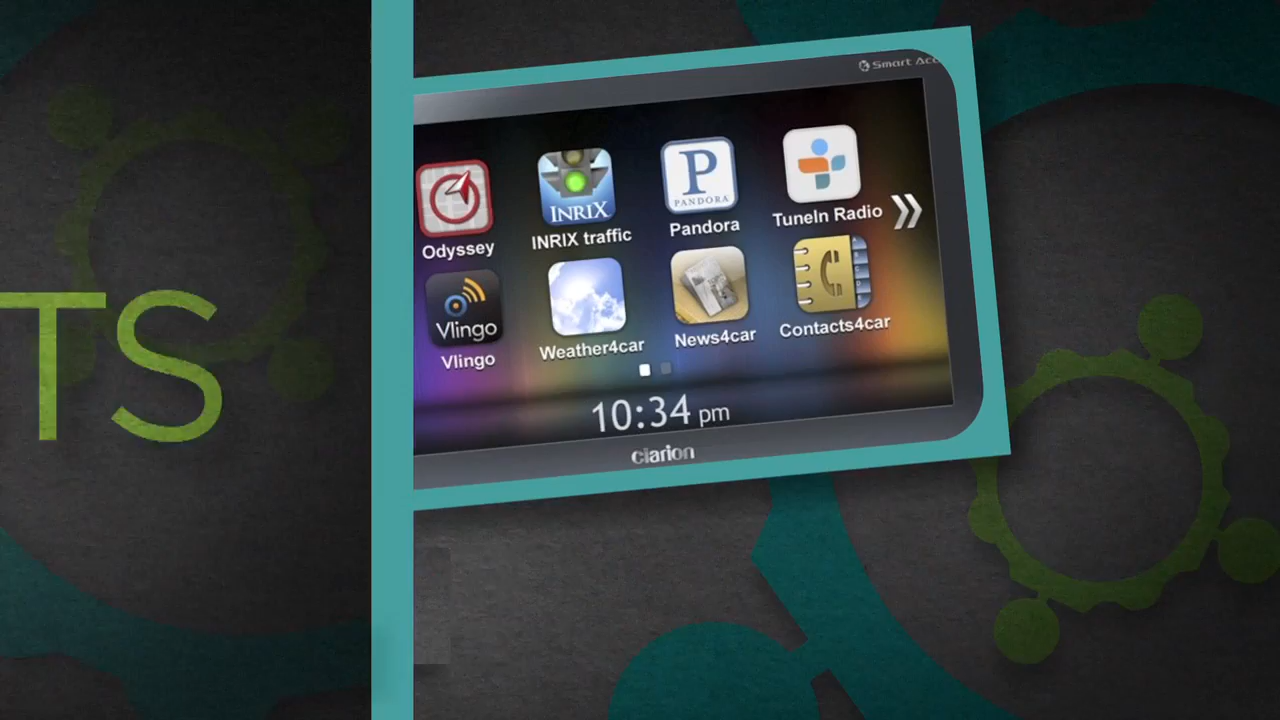 TS
Smart Acc
INRIX
P
PANDORA
Odyssey
INRIX traffic
Pandora
TuneIn Radio
Vlingo
Vlingo
Weather4car
News4car
Contacts4car
10:34 pm
clarion